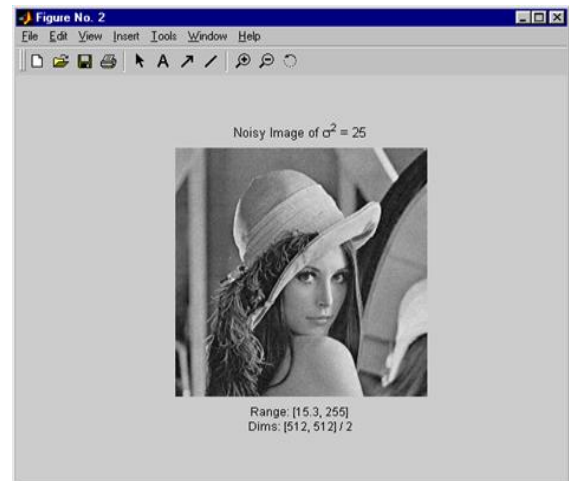 Figure No. 2
File Edit View Insert Tools Window Help
A
Noisy Image of σ² = 25
Range: [15.3, 255]
Dims: [512, 512] / 2